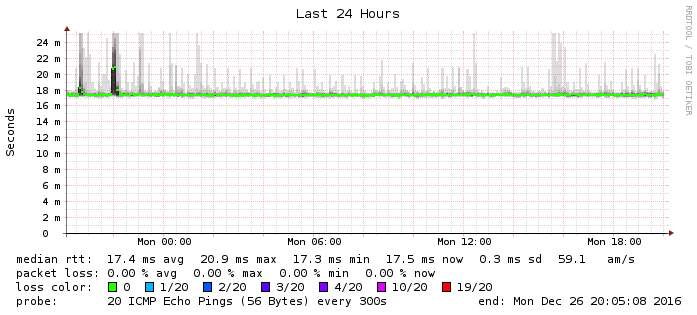 Last 24 Hours
RRDTOOL / TOBI OETIKER
Seconds
24 m
22 m
20 m
18 m
16 m
14 m
12 m
10 m
8 m
6 m
4 m
2 m
0
Mon 00:00 Mon 06:00 Mon 12:00 Mon 18:00
median rtt: 17.4 ms avg 20.9 ms max 17.3 ms min 17.5 ms now 0.3 ms sd 59.1 am/s
packet loss: 0.00 % avg 0.00 % max 0.00 % min 0.00 % now
loss color: 0 1/20 2/20 3/20 4/20 10/20 19/20
probe: 20 ICMP Echo Pings (56 Bytes) every 300s end: Mon Dec 26 20:05:08 2016